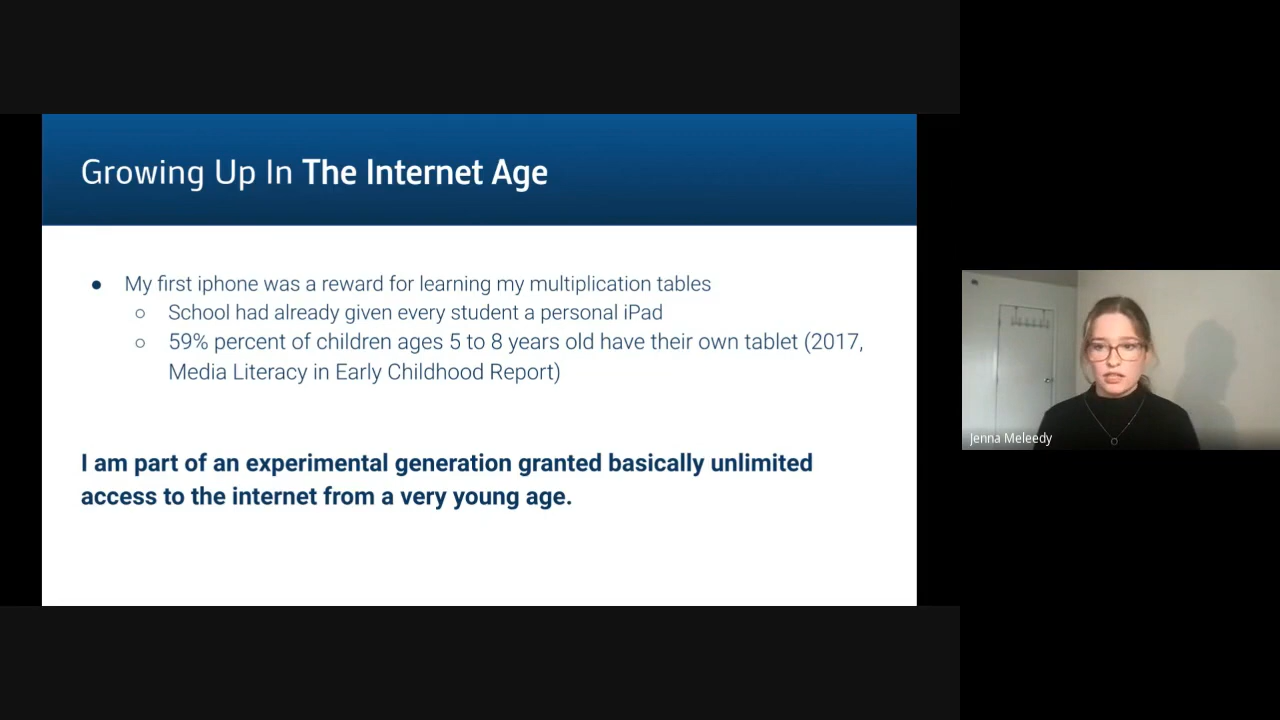 Growing Up In The Internet Age
● My first iphone was a reward for learning my multiplication tables
○ School had already given every student a personal iPad
○ 59% percent of children ages 5 to 8 years old have their own tablet (2017,
Media Literacy in Early Childhood Report)
I am part of an experimental generation granted basically unlimited
access to the internet from a very young age.
Jenna Meleedy